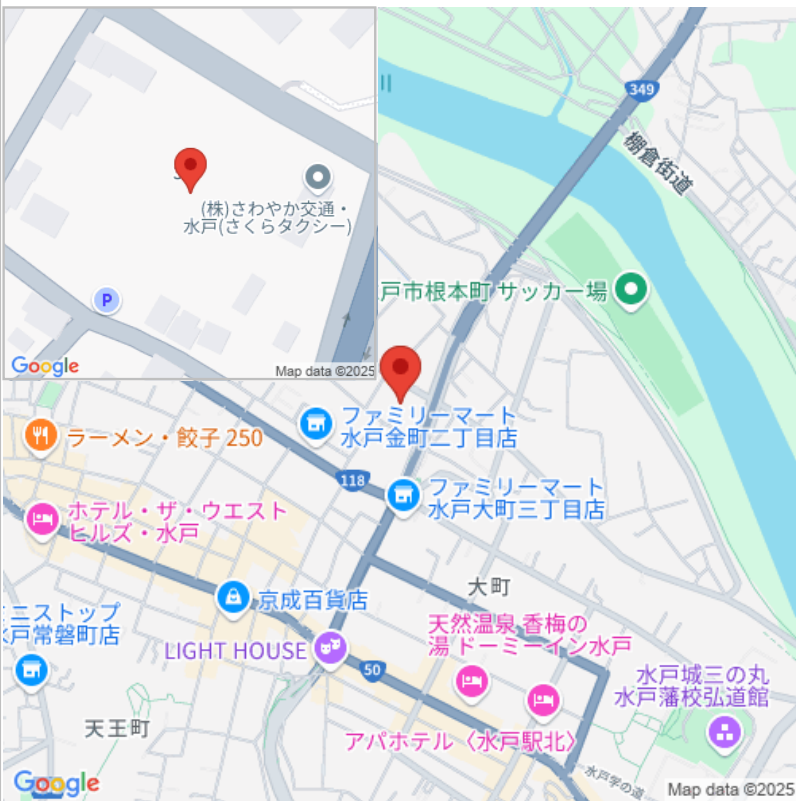 (株)さわやか交通・
水戸(さくらタクシー)
P
Google
Map data ©2025
349
棚倉街道
戸市根本町 サッカー場
ファミリーマート
水戸金町二丁目店
ラーメン・餃子 250
118
ファミリーマート
水戸大町三丁目店
ホテル・ザ・ウエスト
ヒルズ・水戸
大町
京成百貨店
ニストップ
戸常磐町店
天然温泉 香梅の
湯 ドーミーイン水戸
LIGHT HOUSE
50
水戸城三の丸
水戸藩校弘道館
天王町
アパホテル〈水戸駅北〉
水戸学の道
Google
Map data ©2025